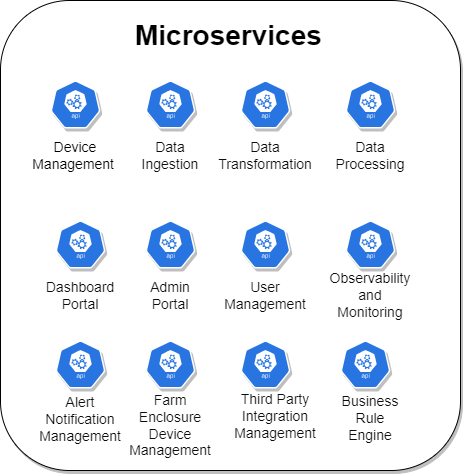 Microservices
api api api api
Device Data Data Data
Management Ingestion Transformation Processing
api api api api
Dashboard Admin User Observability
Portal Portal Management and
Monitoring
api api api api
Alert Farm Third Party Business
Notification Enclosure Integration Rule
Management Device Management Engine
Management